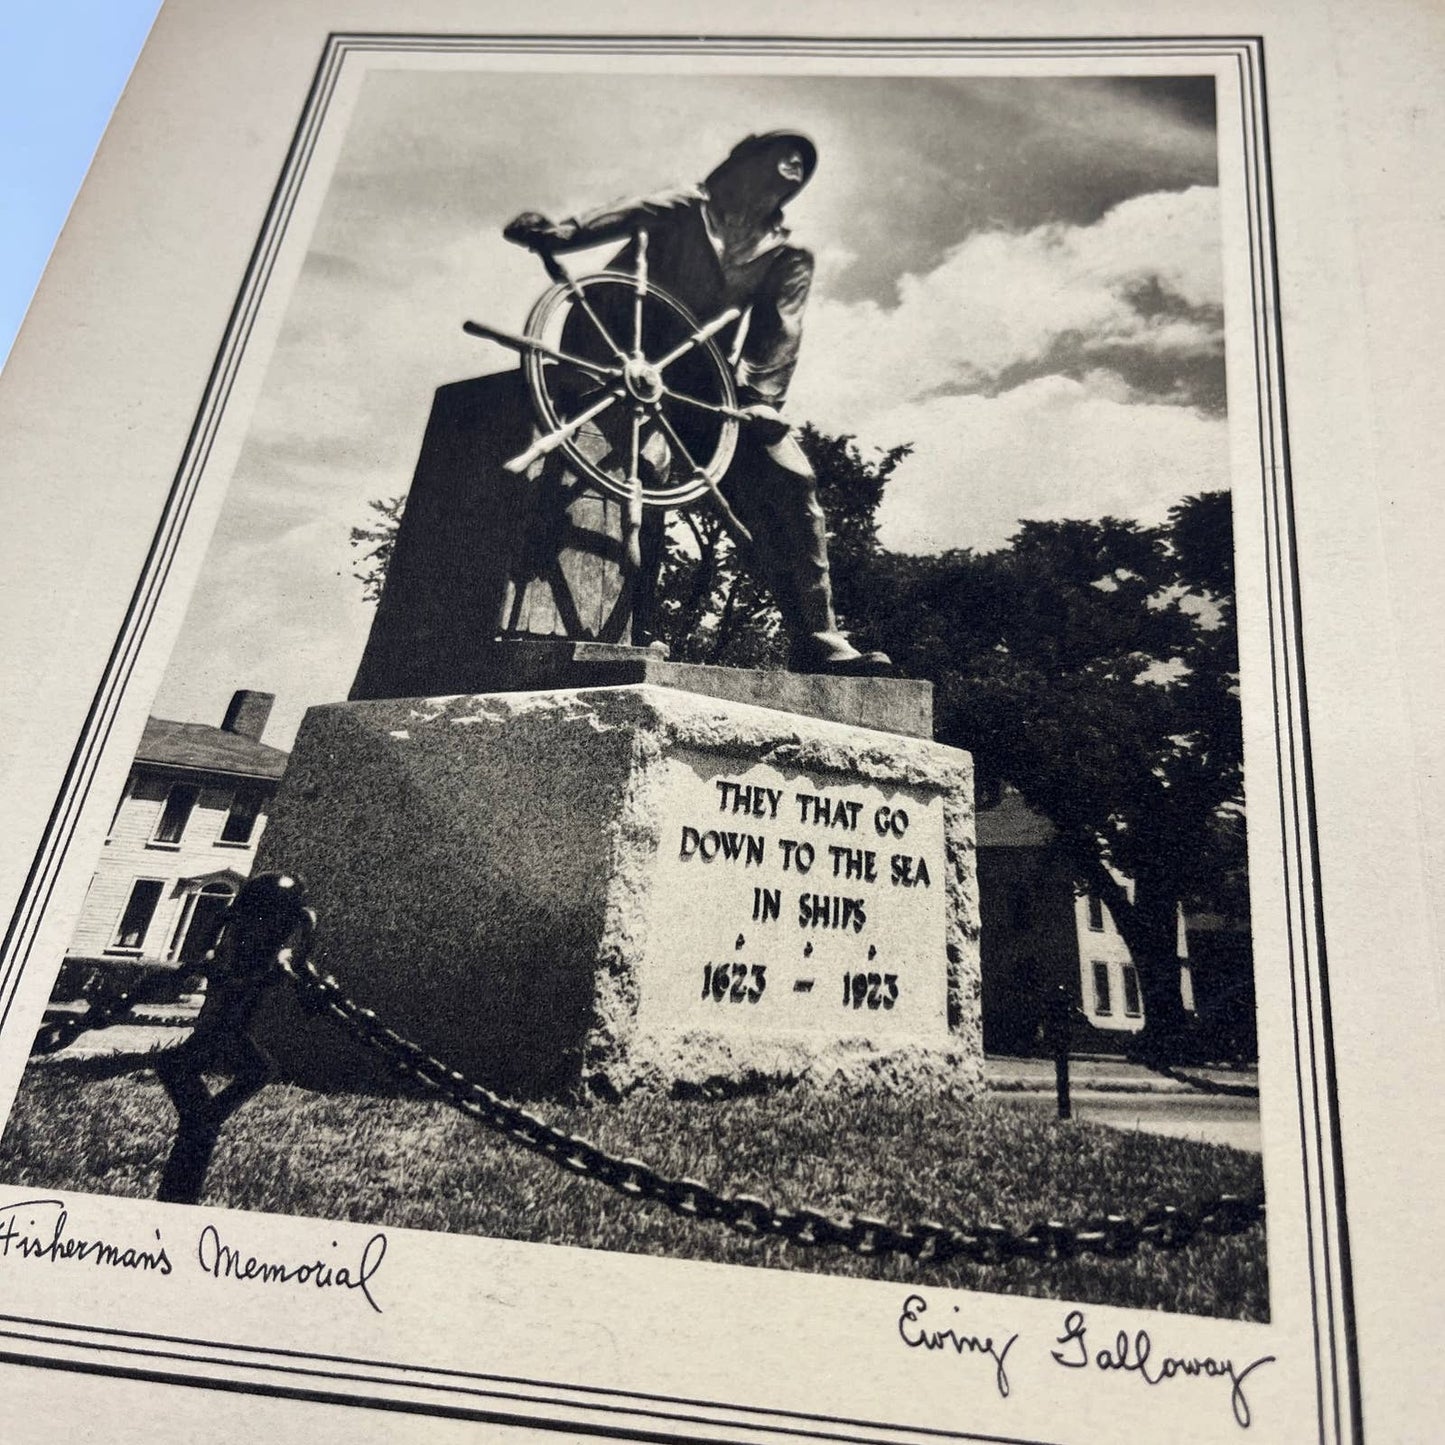 THEY THAT GO
DOWN TO THE SEA
IN SHIPS
1623 - 1923
Fisherman's Memorial
Ewing Galloway